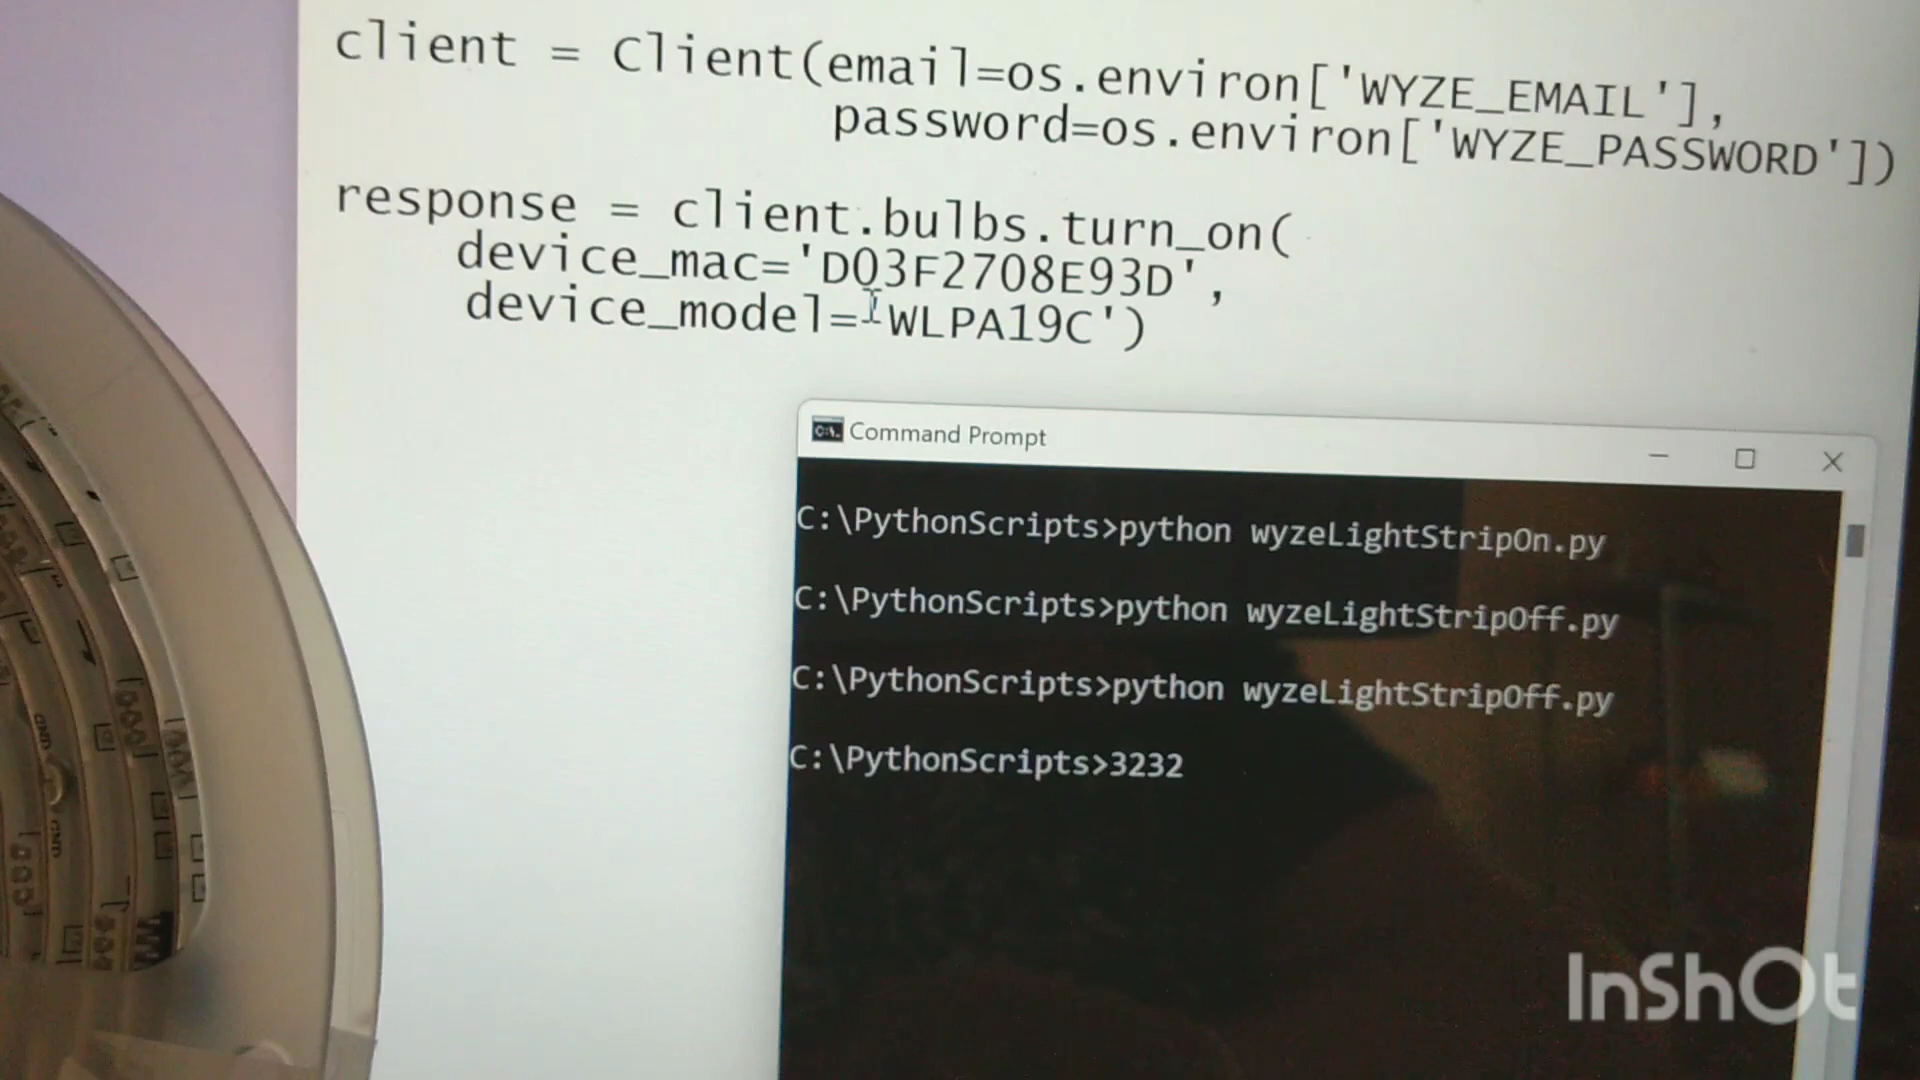 client = Client(email=os.environ['WYZE_EMAIL'],
password=os.environ['WYZE_PASSWORD'])
response = client.bulbs.turn_on(
device_mac='D03F2708E93D',
device_model='WLPA19C')
Command Prompt
C:\PythonScripts>python wyzeLightStripOn.py
C:\PythonScripts>python wyzeLightStripOff.py
C:\PythonScripts>python wyzeLightStripOff.py
C:\PythonScripts>3232
InShOt